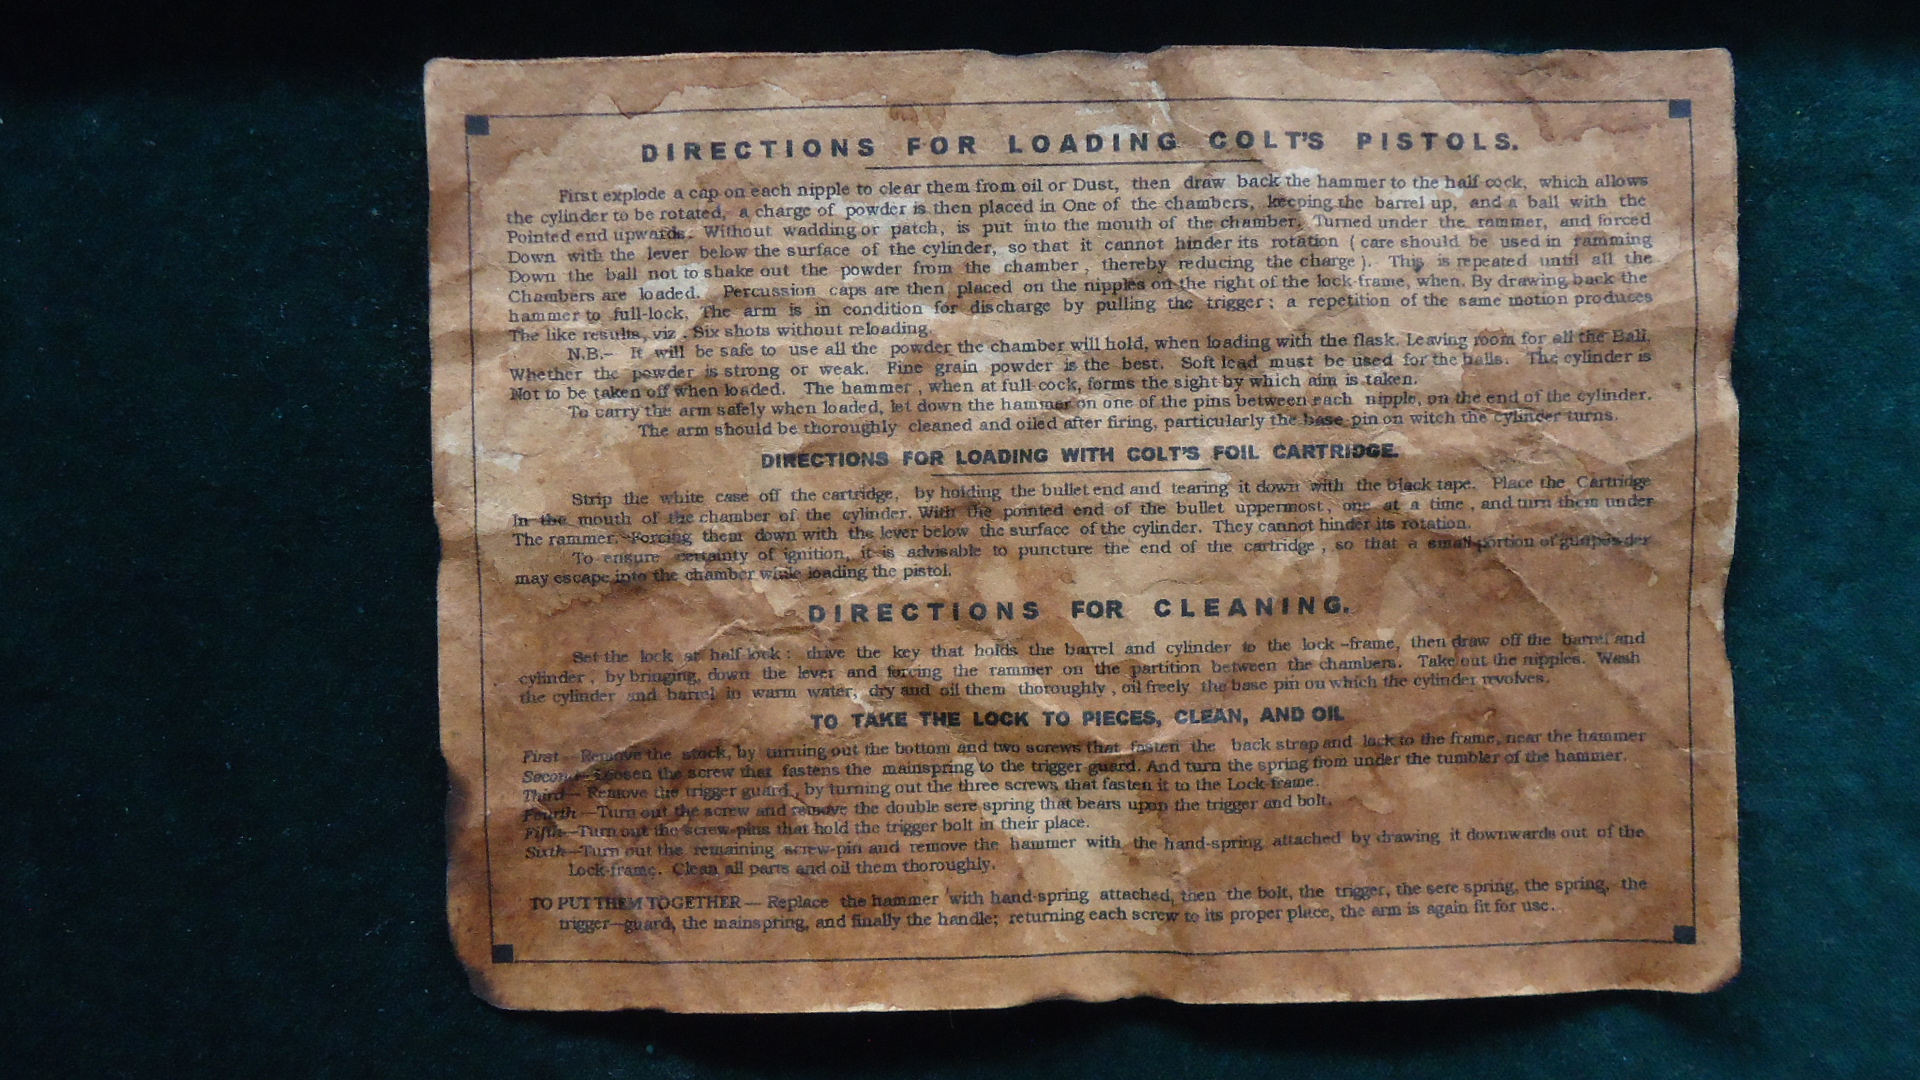 DIRECTIONS FOR LOADING COLT'S PISTOLS.
First explode a cap on each nipple to clear them from oil or Dust, then draw back the hammer to the half cock, which allows
the cylinder to be rotated, a charge of powder is then placed in One of the chambers, keeping the barrel up, and a ball with the
Pointed end upwards. Without wadding or patch, is put into the mouth of the chamber, Turned under the rammer, and forced
Down with the lever below the surface of the cylinder, so that it cannot hinder its rotation ( care should be used in ramming
Down the ball not to shake out the powder from the chamber , thereby reducing the charge ). This is repeated until all the
Chambers are loaded. Percussion caps are then placed on the nipples on the right of the lock-frame, when. By drawing back the
hammer to full-lock, The arm is in condition for discharge by pulling the trigger ; a repetition of the same motion produces
The like results, viz . Six shots without reloading.
N.B.- It will be safe to use all the powder the chamber will hold, when loading with the flask. Leaving room for all the Ball,
Whether the powder is strong or weak. Fine grain powder is the best. Soft lead must be used for the balls. The cylinder is
Not to be taken off when loaded. The hammer , when at full cock, forms the sight by which aim is taken.
To carry the arm safely when loaded, let down the hammer on one of the pins between each nipple, on the end of the cylinder.
The arm should be thoroughly cleaned and oiled after firing, particularly the base pin on witch the cylinder turns.
DIRECTIONS FOR LOADING WITH COLT'S FOIL CARTRIDGE.
Strip the white case off the cartridge, by holding the bullet end and tearing it down with the black tape. Place the Cartridge
In the mouth of the chamber of the cylinder. With the pointed end of the bullet uppermost, one at a time , and turn them under
The rammer. Forcing them down with the lever below the surface of the cylinder. They cannot hinder its rotation.
To ensure certainty of ignition, it is advisable to puncture the end of the cartridge , so that a small portion of gunpowder
may escape into the chamber while loading the pistol.
DIRECTIONS FOR CLEANING.
Set the lock at half lock : drive the key that holds the barrel and cylinder to the lock -frame, then draw off the barrel and
cylinder , by bringing, down the lever and forcing the rammer on the partition between the chambers. Take out the nipples. Wash
the cylinder and barrel in warm water, dry and oil them thoroughly , oil freely the base pin on which the cylinder revolves.
TO TAKE THE LOCK TO PIECES, CLEAN, AND OIL
First —Remove the stock, by turning out the bottom and two screws that fasten the back strap and lock to the frame, near the hammer
Second —Loosen the screw that fastens the mainspring to the trigger guard. And turn the spring from under the tumbler of the hammer.
Third— Remove the trigger guard , by turning out the three screws that fasten it to the Lock-frame.
Fourth —Turn out the screw and remove the double sere spring that bears upon the trigger and bolt.
Fifth—Turn out the screw-pins that hold the trigger bolt in their place.
Sixth—Turn out the remaining screw-pin and remove the hammer with the hand-spring attached by drawing it downwards out of the
Lock-frame. Clean all parts and oil them thoroughly.
TO PUT THEM TOGETHER — Replace the hammer with hand-spring attached, then the bolt, the trigger, the sere spring, the spring, the
trigger—guard, the mainspring, and finally the handle; returning each screw to its proper place, the arm is again fit for use.